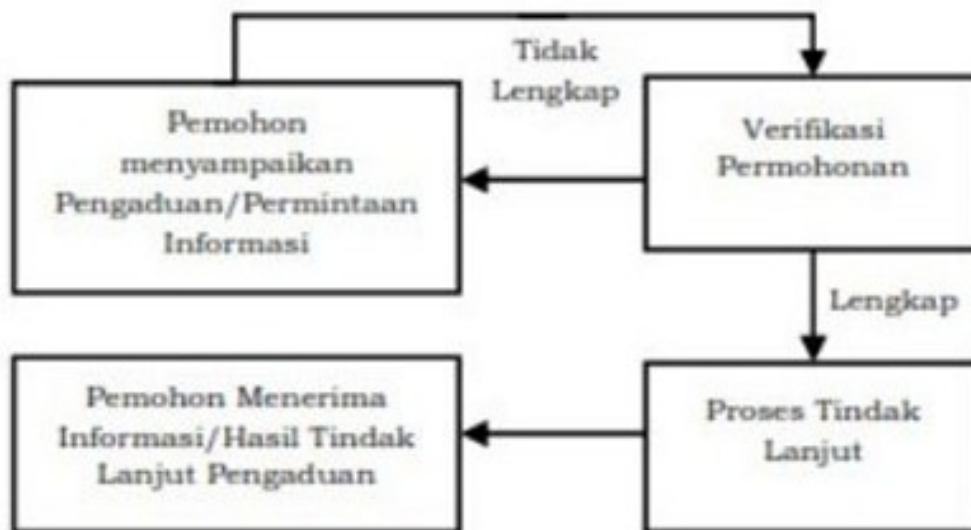 Tidak
Lengkap
Pemohon
menyampaikan
Pengaduan/Permintaan
Informasi
Verifikasi
Permohonan
Lengkap
Proses Tindak
Lanjut
Pemohon Menerima
Informasi/Hasil Tindak
Lanjut Pengaduan